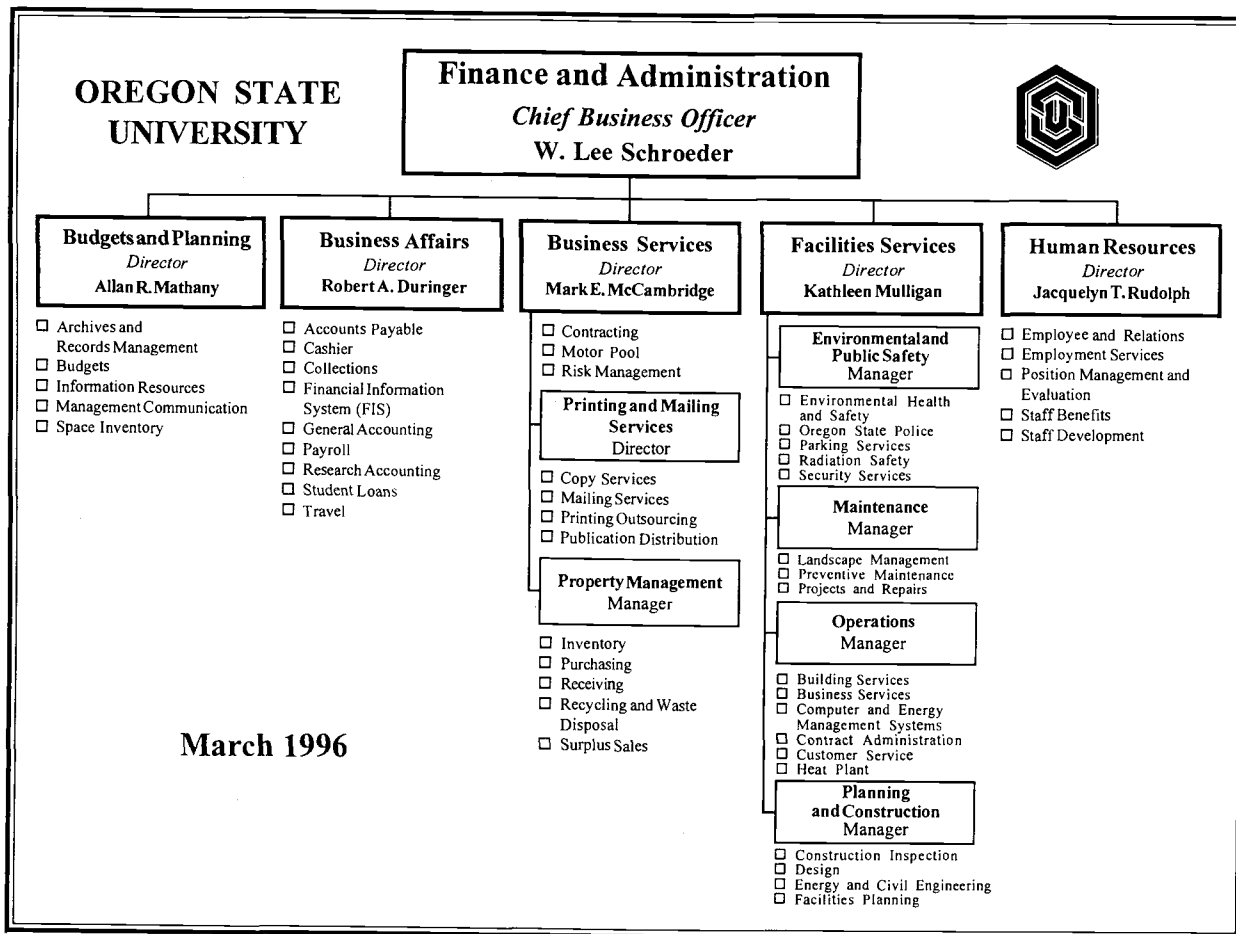 OREGON STATE
UNIVERSITY
Finance and Administration
Chief Business Officer
W. Lee Schroeder
OSU
Budgets and Planning
Director
Allan R. Mathany
Archives and
Records Management
Budgets
Information Resources
Management Communication
Space Inventory
Business Affairs
Director
Robert A. Duringer
Accounts Payable
Cashier
Collections
Financial Information
System (FIS)
General Accounting
Payroll
Research Accounting
Student Loans
Travel
Business Services
Director
Mark E. McCambridge
Contracting
Motor Pool
Risk Management
Printing and Mailing
Services
Director
Copy Services
Mailing Services
Printing Outsourcing
Publication Distribution
Property Management
Manager
Inventory
Purchasing
Receiving
Recycling and Waste
Disposal
Surplus Sales
Facilities Services
Director
Kathleen Mulligan
Environmental and
Public Safety
Manager
Environmental Health
and Safety
Oregon State Police
Parking Services
Radiation Safety
Security Services
Maintenance
Manager
Landscape Management
Preventive Maintenance
Projects and Repairs
Operations
Manager
Building Services
Business Services
Computer and Energy
Management Systems
Contract Administration
Customer Service
Heat Plant
Planning
and Construction
Manager
Construction Inspection
Design
Energy and Civil Engineering
Facilities Planning
Human Resources
Director
Jacquelyn T. Rudolph
Employee and Relations
Employment Services
Position Management and
Evaluation
Staff Benefits
Staff Development
March 1996